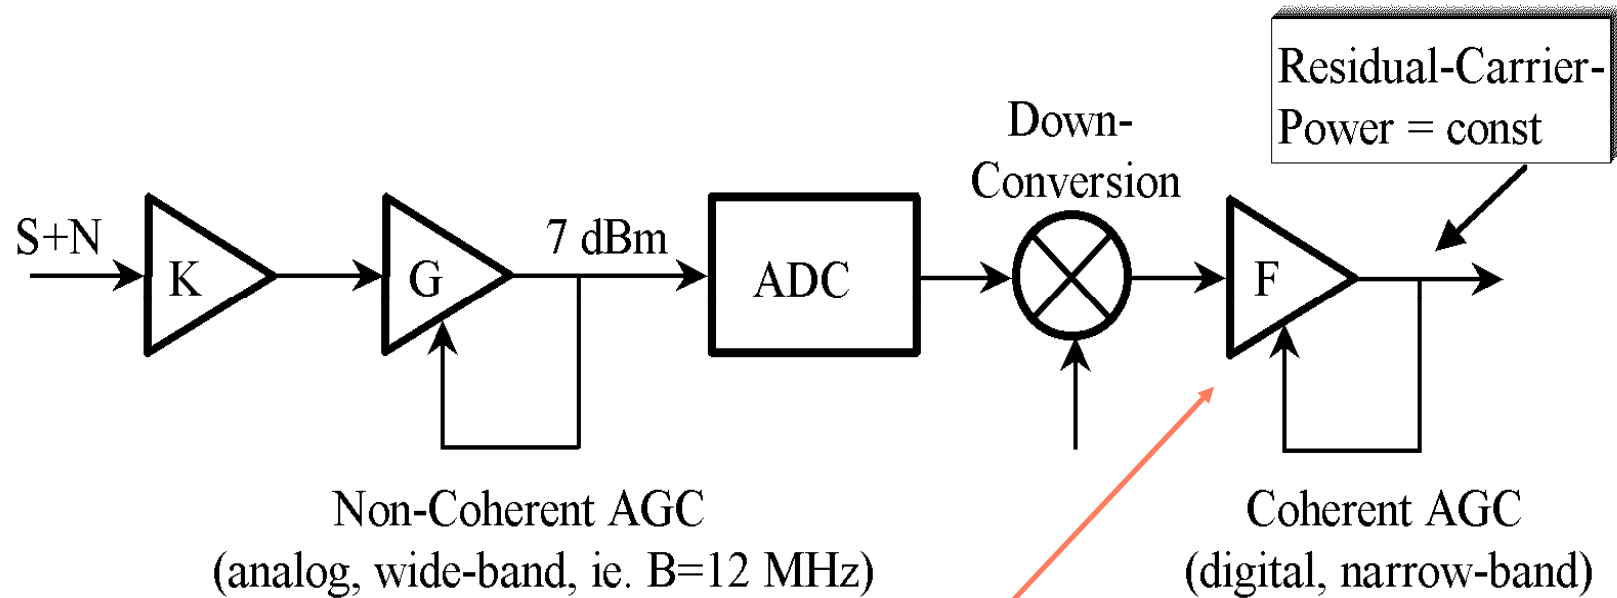 Residual-Carrier-
Power = const
Down-
Conversion
S+N
K
G
7 dBm
ADC
F
Non-Coherent AGC
(analog, wide-band, ie. B=12 MHz)
Coherent AGC
(digital, narrow-band)